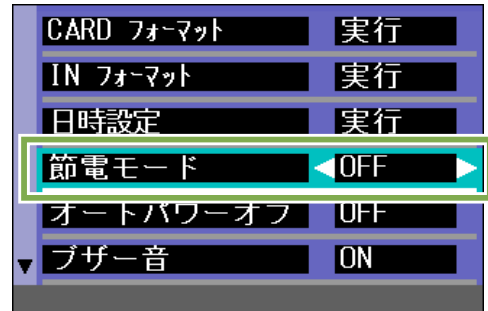 CARD フォーマット 実行
IN フォーマット 実行
日時設定 実行
節電モード OFF
オートパワーオフ OFF
ブザー音 ON